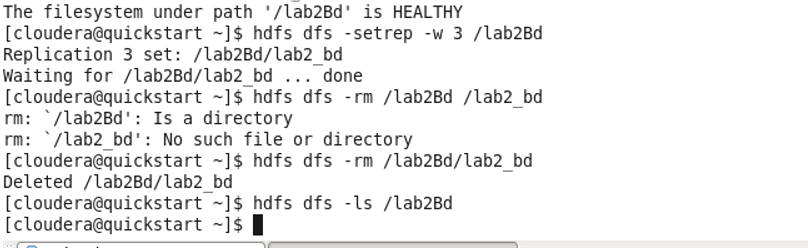 The filesystem under path '/lab2Bd' is HEALTHY
[cloudera@quickstart ~]$ hdfs dfs -setrep -w 3 /lab2Bd
Replication 3 set: /lab2Bd/lab2_bd
Waiting for /lab2Bd/lab2_bd ... done
[cloudera@quickstart ~]$ hdfs dfs -rm /lab2Bd /lab2_bd
rm: `/lab2Bd': Is a directory
rm: `/lab2_bd': No such file or directory
[cloudera@quickstart ~]$ hdfs dfs -rm /lab2Bd/lab2_bd
Deleted /lab2Bd/lab2_bd
[cloudera@quickstart ~]$ hdfs dfs -ls /lab2Bd
[cloudera@quickstart ~]$